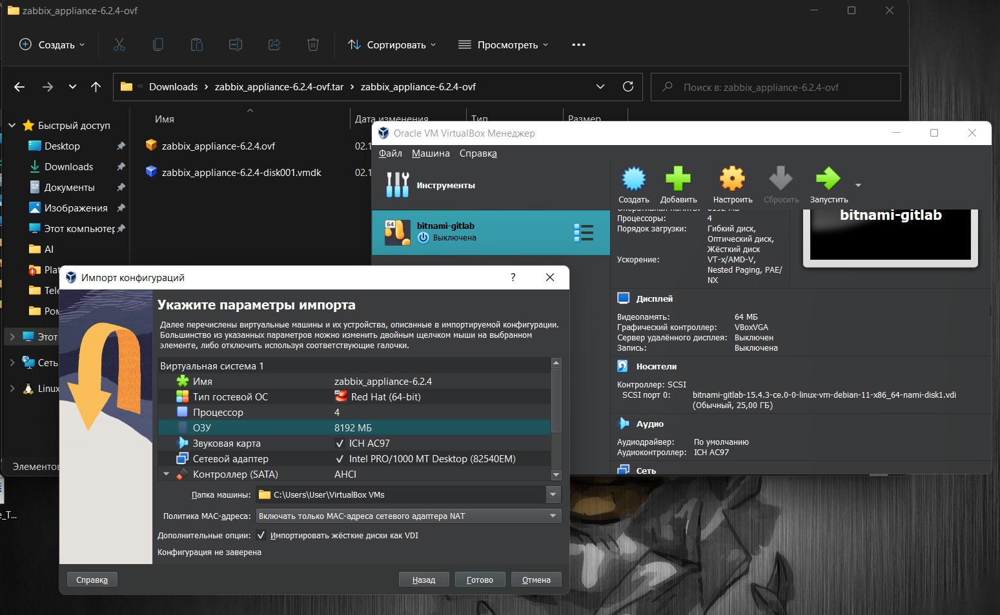 zabbix_appliance-6.2.4-ovf
Создать
Сортировать
Просмотреть
Downloads > zabbix_appliance-6.2.4-ovf.tar > zabbix_appliance-6.2.4-ovf
Поиск в: zabbix_appliance-6.2.4-ovf
Имя
Дата изменения
Тип
Размер
Быстрый доступ
Desktop
Downloads
Документы
Изображения
Этот компьютер
AI
Plat
Tele
Ром
Этот
Сеть
Linux
Элементов
zabbix_appliance-6.2.4.ovf
02.1
zabbix_appliance-6.2.4-disk001.vmdk
02.1
Oracle VM VirtualBox Менеджер
Файл Машина Справка
Инструменты
64
bitnami-gitlab
Выключена
Создать
Добавить
Настроить
Сбросить
Запустить
Оперативная память: 8192 МБ
Процессоры: 4
Порядок загрузки: Гибкий диск,
Оптический диск,
Жёсткий диск
Ускорение: VT-x/AMD-V,
Nested Paging, PAE/
NX
bitnami-gitlab
Дисплей
Видеопамять: 64 МБ
Графический контроллер: VBoxVGA
Сервер удалённого дисплея: Выключен
Запись: Выключена
Носители
Контроллер: SCSI
SCSI порт 0: bitnami-gitlab-15.4.3-ce.0-0-linux-vm-debian-11-x86_64-nami-disk1.vdi
(Обычный, 25,00 ГБ)
Аудио
Аудиодрайвер: По умолчанию
Аудиоконтроллер: ICH AC97
Сеть
Импорт конфигураций
?
Укажите параметры импорта
Далее перечислены виртуальные машины и их устройства, описанные в импортируемой конфигурации.
Большинство из указанных параметров можно изменить двойным щелчком мыши на выбранном
элементе, либо отключить используя соответствующие галочки.
Виртуальная система 1
Имя zabbix_appliance-6.2.4
Тип гостевой ОС Red Hat (64-bit)
Процессор 4
ОЗУ 8192 МБ
Звуковая карта ICH AC97
Сетевой адаптер Intel PRO/1000 MT Desktop (82540EM)
Контроллер (SATA) AHCI
Папка машины: C:\Users\User\VirtualBox VMs
Политика MAC-адреса: Включать только MAC-адреса сетевого адаптера NAT
Дополнительные опции: Импортировать жёсткие диски как VDI
Конфигурация не заверена
Справка
Назад
Готово
Отмена
e_T...